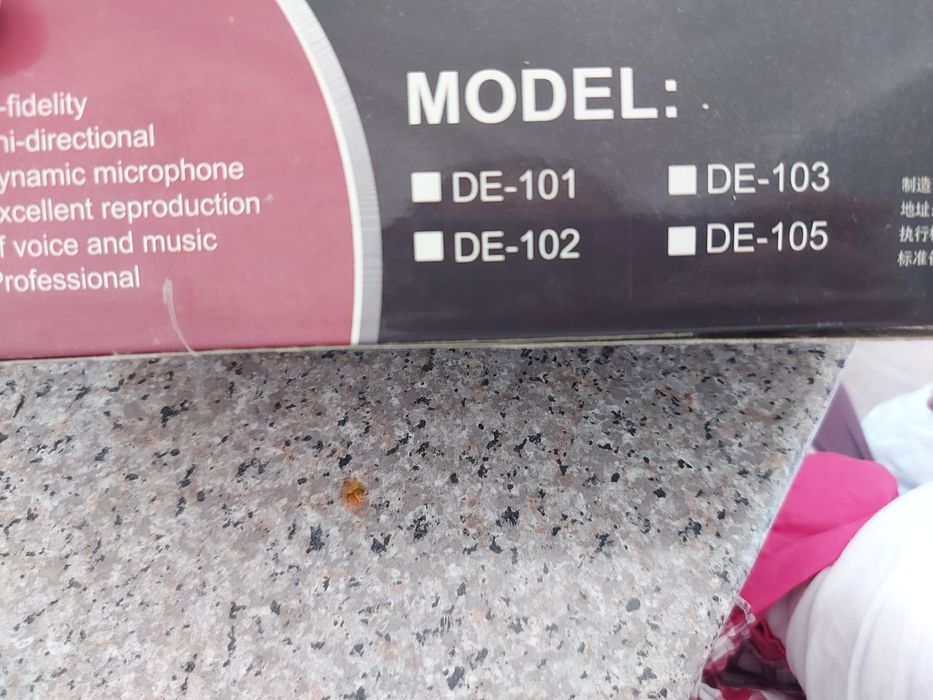 -fidelity
ni-directional
ynamic microphone
xcellent reproduction
f voice and music
Professional
MODEL:
DE-101
DE-103
DE-102
DE-105
制造
地址:
执行
标准